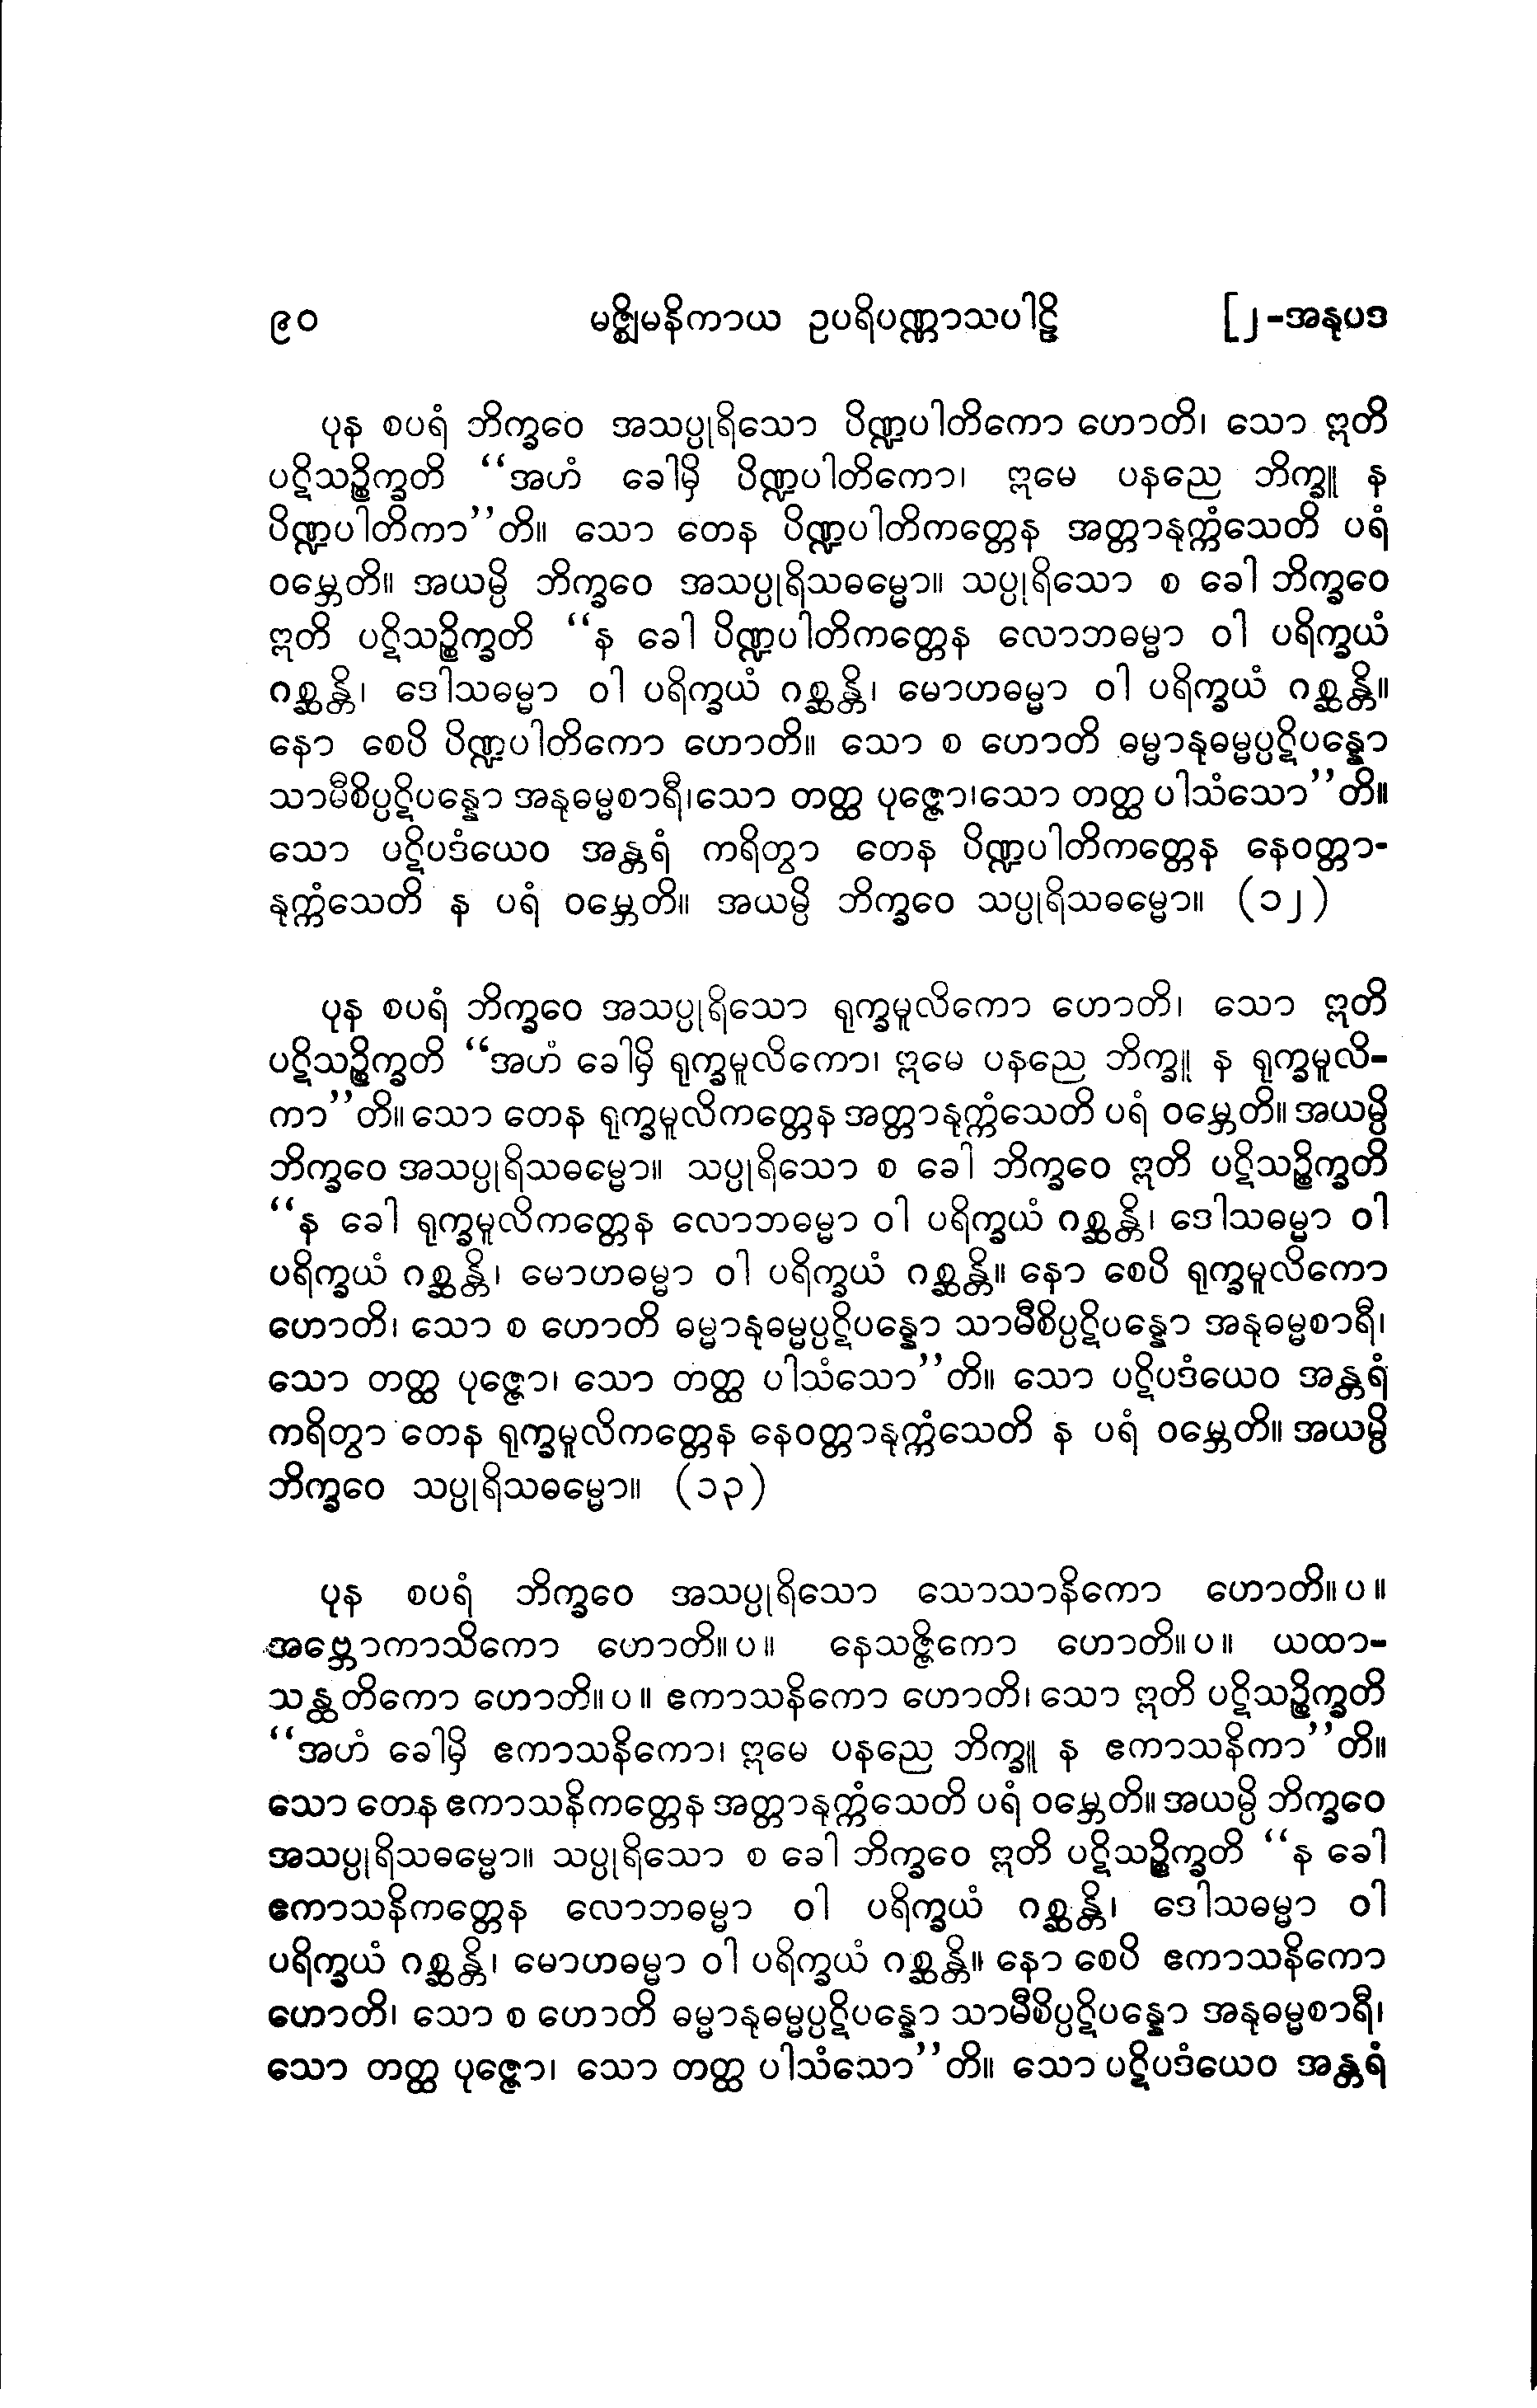 ၉၀ မဇ္ဈိမနိကာယ ဥပရိပဏ္ဏာသပါဠိ [၂-အနုပဒ
ပုန စပရံ ဘိက္ခဝေ အသပ္ပုရိသော ပိဏ္ဍပါတိကော ဟောတိ၊ သော ဣတိ
ပဋိသဉ္စိက္ခတိ “အဟံ ခေါမှိ ပိဏ္ဍပါတိကော၊ ဣမေ ပနညေ ဘိက္ခူ န
ပိဏ္ဍပါတိကာ”တိ။ သော တေန ပိဏ္ဍပါတိကတ္တေန အတ္တာနုက္ကံသေတိ ပရံ
ဝမ္ဘေတိ။ အယမ္ပိ ဘိက္ခဝေ အသပ္ပုရိသဓမ္မော။ သပ္ပုရိသော စ ခေါ ဘိက္ခဝေ
ဣတိ ပဋိသဉ္စိက္ခတိ “န ခေါ ပိဏ္ဍပါတိကတ္တေန လောဘဓမ္မာ ဝါ ပရိက္ခယံ
ဂစ္ဆန္တိ၊ ဒေါသဓမ္မာ ဝါ ပရိက္ခယံ ဂစ္ဆန္တိ၊ မောဟဓမ္မာ ဝါ ပရိက္ခယံ ဂစ္ဆန္တိ။
နော စေပိ ပိဏ္ဍပါတိကော ဟောတိ။ သော စ ဟောတိ ဓမ္မာနုဓမ္မပ္ပဋိပန္နော
သာမီစိပ္ပဋိပန္နော အနုဓမ္မစာရီ၊သော တတ္ထ ပုဇ္ဇော၊သော တတ္ထ ပါသံသော”တိ။
သော ပဋိပဒံယေဝ အန္တရံ ကရိတွာ တေန ပိဏ္ဍပါတိကတ္တေန နေဝတ္တာ-
နုက္ကံသေတိ န ပရံ ဝမ္ဘေတိ။ အယမ္ပိ ဘိက္ခဝေ သပ္ပုရိသဓမ္မော။ (၁၂)
ပုန စပရံ ဘိက္ခဝေ အသပ္ပုရိသော ရုက္ခမူလိကော ဟောတိ၊ သော ဣတိ
ပဋိသဉ္စိက္ခတိ “အဟံ ခေါမှိ ရုက္ခမူလိကော၊ ဣမေ ပနညေ ဘိက္ခူ န ရုက္ခမူလိ-
ကာ”တိ။ သော တေန ရုက္ခမူလိကတ္တေန အတ္တာနုက္ကံသေတိ ပရံ ဝမ္ဘေတိ။ အယမ္ပိ
ဘိက္ခဝေ အသပ္ပုရိသဓမ္မော။ သပ္ပုရိသော စ ခေါ ဘိက္ခဝေ ဣတိ ပဋိသဉ္စိက္ခတိ
“န ခေါ ရုက္ခမူလိကတ္တေန လောဘဓမ္မာ ဝါ ပရိက္ခယံ ဂစ္ဆန္တိ၊ ဒေါသဓမ္မာ ဝါ
ပရိက္ခယံ ဂစ္ဆန္တိ၊ မောဟဓမ္မာ ဝါ ပရိက္ခယံ ဂစ္ဆန္တိ။ နော စေပိ ရုက္ခမူလိကော
ဟောတိ၊ သော စ ဟောတိ ဓမ္မာနုဓမ္မပ္ပဋိပန္နော သာမီစိပ္ပဋိပန္နော အနုဓမ္မစာရီ၊
သော တတ္ထ ပုဇ္ဇော၊ သော တတ္ထ ပါသံသော”တိ။ သော ပဋိပဒံယေဝ အန္တရံ
ကရိတွာ တေန ရုက္ခမူလိကတ္တေန နေဝတ္တာနုက္ကံသေတိ န ပရံ ဝမ္ဘေတိ။ အယမ္ပိ
ဘိက္ခဝေ သပ္ပုရိသဓမ္မော။ (၁၃)
ပုန စပရံ ဘိက္ခဝေ အသပ္ပုရိသော သောသာနိကော ဟောတိ။ပ။
အဗ္ဘောကာသိကော ဟောတိ။ပ။ နေသဇ္ဇိကော ဟောတိ။ပ။ ယထာ-
သန္ထတိကော ဟောတိ။ပ။ ဧကာသနိကော ဟောတိ၊ သော ဣတိ ပဋိသဉ္စိက္ခတိ
“အဟံ ခေါမှိ ဧကာသနိကော၊ ဣမေ ပနညေ ဘိက္ခူ န ဧကာသနိကာ”တိ။
သော တေန ဧကာသနိကတ္တေန အတ္တာနုက္ကံသေတိ ပရံ ဝမ္ဘေတိ။ အယမ္ပိ ဘိက္ခဝေ
အသပ္ပုရိသဓမ္မော။ သပ္ပုရိသော စ ခေါ ဘိက္ခဝေ ဣတိ ပဋိသဉ္စိက္ခတိ “န ခေါ
ဧကာသနိကတ္တေန လောဘဓမ္မာ ဝါ ပရိက္ခယံ ဂစ္ဆန္တိ၊ ဒေါသဓမ္မာ ဝါ
ပရိက္ခယံ ဂစ္ဆန္တိ၊ မောဟဓမ္မာ ဝါ ပရိက္ခယံ ဂစ္ဆန္တိ။ နော စေပိ ဧကာသနိကော
ဟောတိ၊ သော စ ဟောတိ ဓမ္မာနုဓမ္မပ္ပဋိပန္နော သာမီစိပ္ပဋိပန္နော အနုဓမ္မစာရီ၊
သော တတ္ထ ပုဇ္ဇော၊ သော တတ္ထ ပါသံသော”တိ။ သော ပဋိပဒံယေဝ အန္တရံ